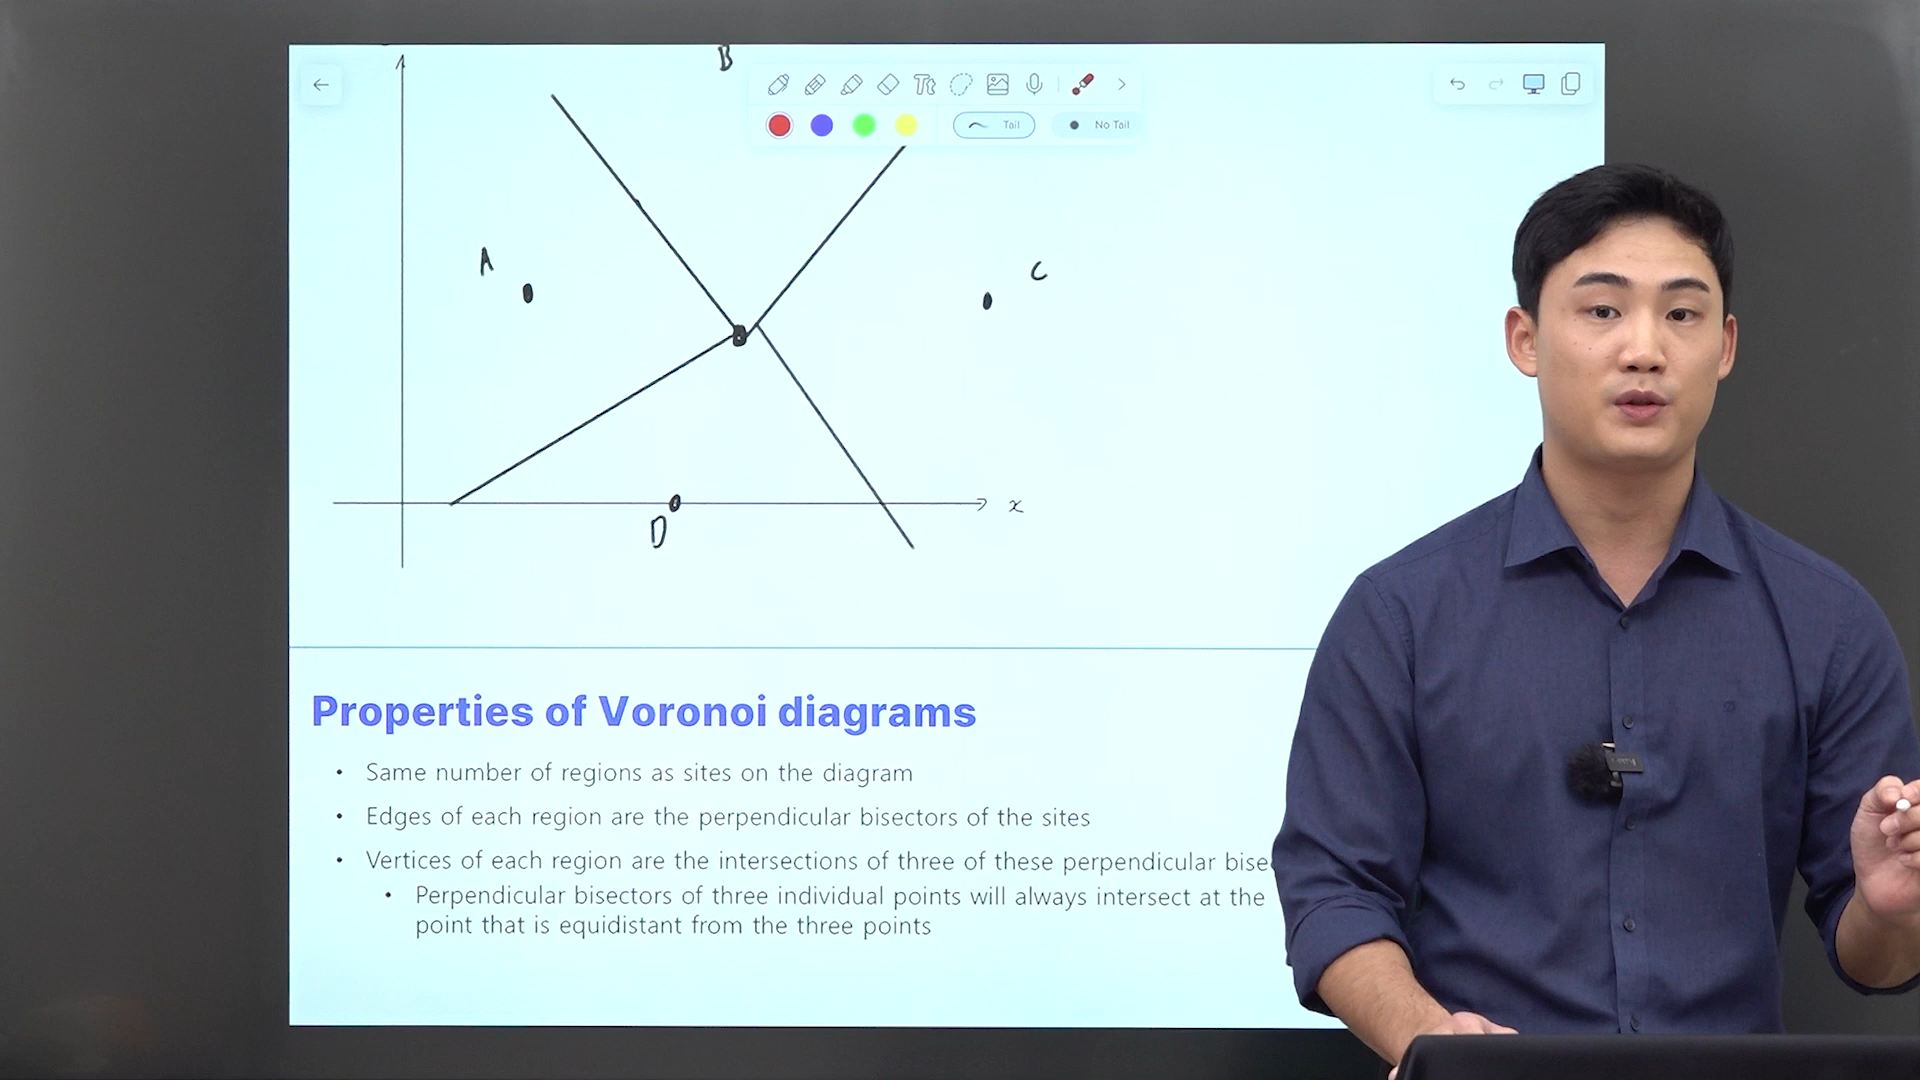 B
Tt
Tail
No Tail
A
C
x
D
Properties of Voronoi diagrams
• Same number of regions as sites on the diagram
• Edges of each region are the perpendicular bisectors of the sites
• Vertices of each region are the intersections of three of these perpendicular bise
• Perpendicular bisectors of three individual points will always intersect at the
point that is equidistant from the three points